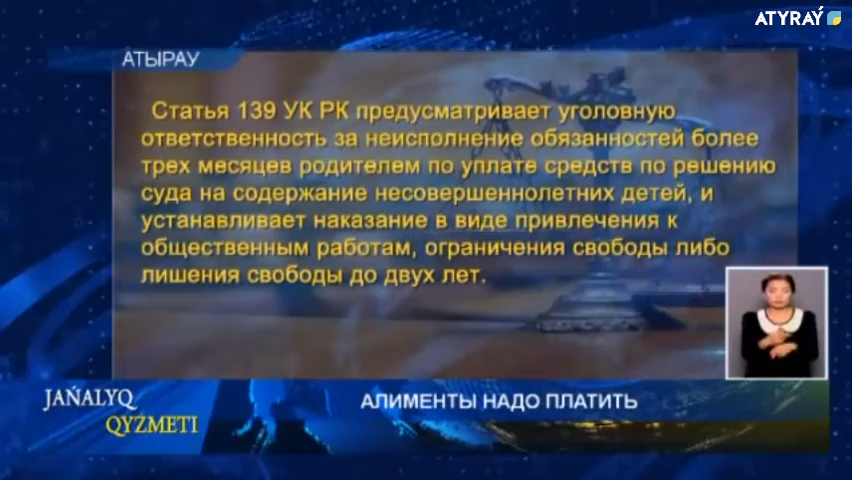 ATYRAÝ
АТЫРАУ
Статья 139 УК РК предусматривает уголовную
ответственность за неисполнение обязанностей более
трех месяцев родителем по уплате средств по решению
суда на содержание несовершеннолетних детей, и
устанавливает наказание в виде привлечения к
общественным работам, ограничения свободы либо
лишения свободы до двух лет.
JAŃALYQ
QYZMETI
АЛИМЕНТЫ НАДО ПЛАТИТЬ